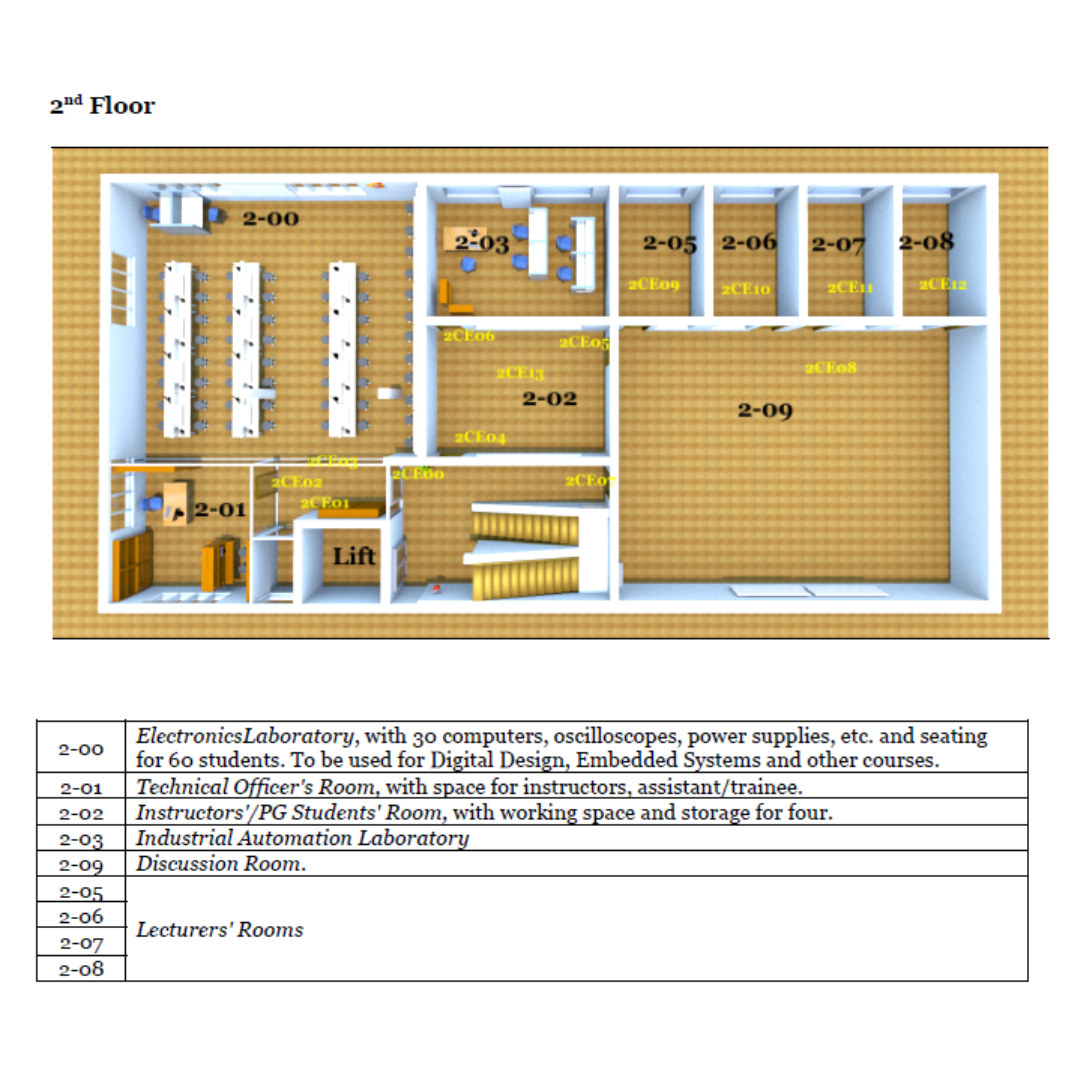 2nd Floor
2-00
2-03
2-05
2-06
2-07
2-08
2CE09
2CE10
2CE11
2CE12
2CE06
2CE05
2CE13
2CE08
2-02
2-09
2CE04
2CE03
2CE02
2CE00
2CE07
2CE01
2-01
Lift
2-00 ElectronicsLaboratory, with 30 computers, oscilloscopes, power supplies, etc. and seating
for 60 students. To be used for Digital Design, Embedded Systems and other courses.
2-01 Technical Officer's Room, with space for instructors, assistant/trainee.
2-02 Instructors'/PG Students' Room, with working space and storage for four.
2-03 Industrial Automation Laboratory
2-09 Discussion Room.
2-05
2-06
Lecturers' Rooms
2-07
2-08